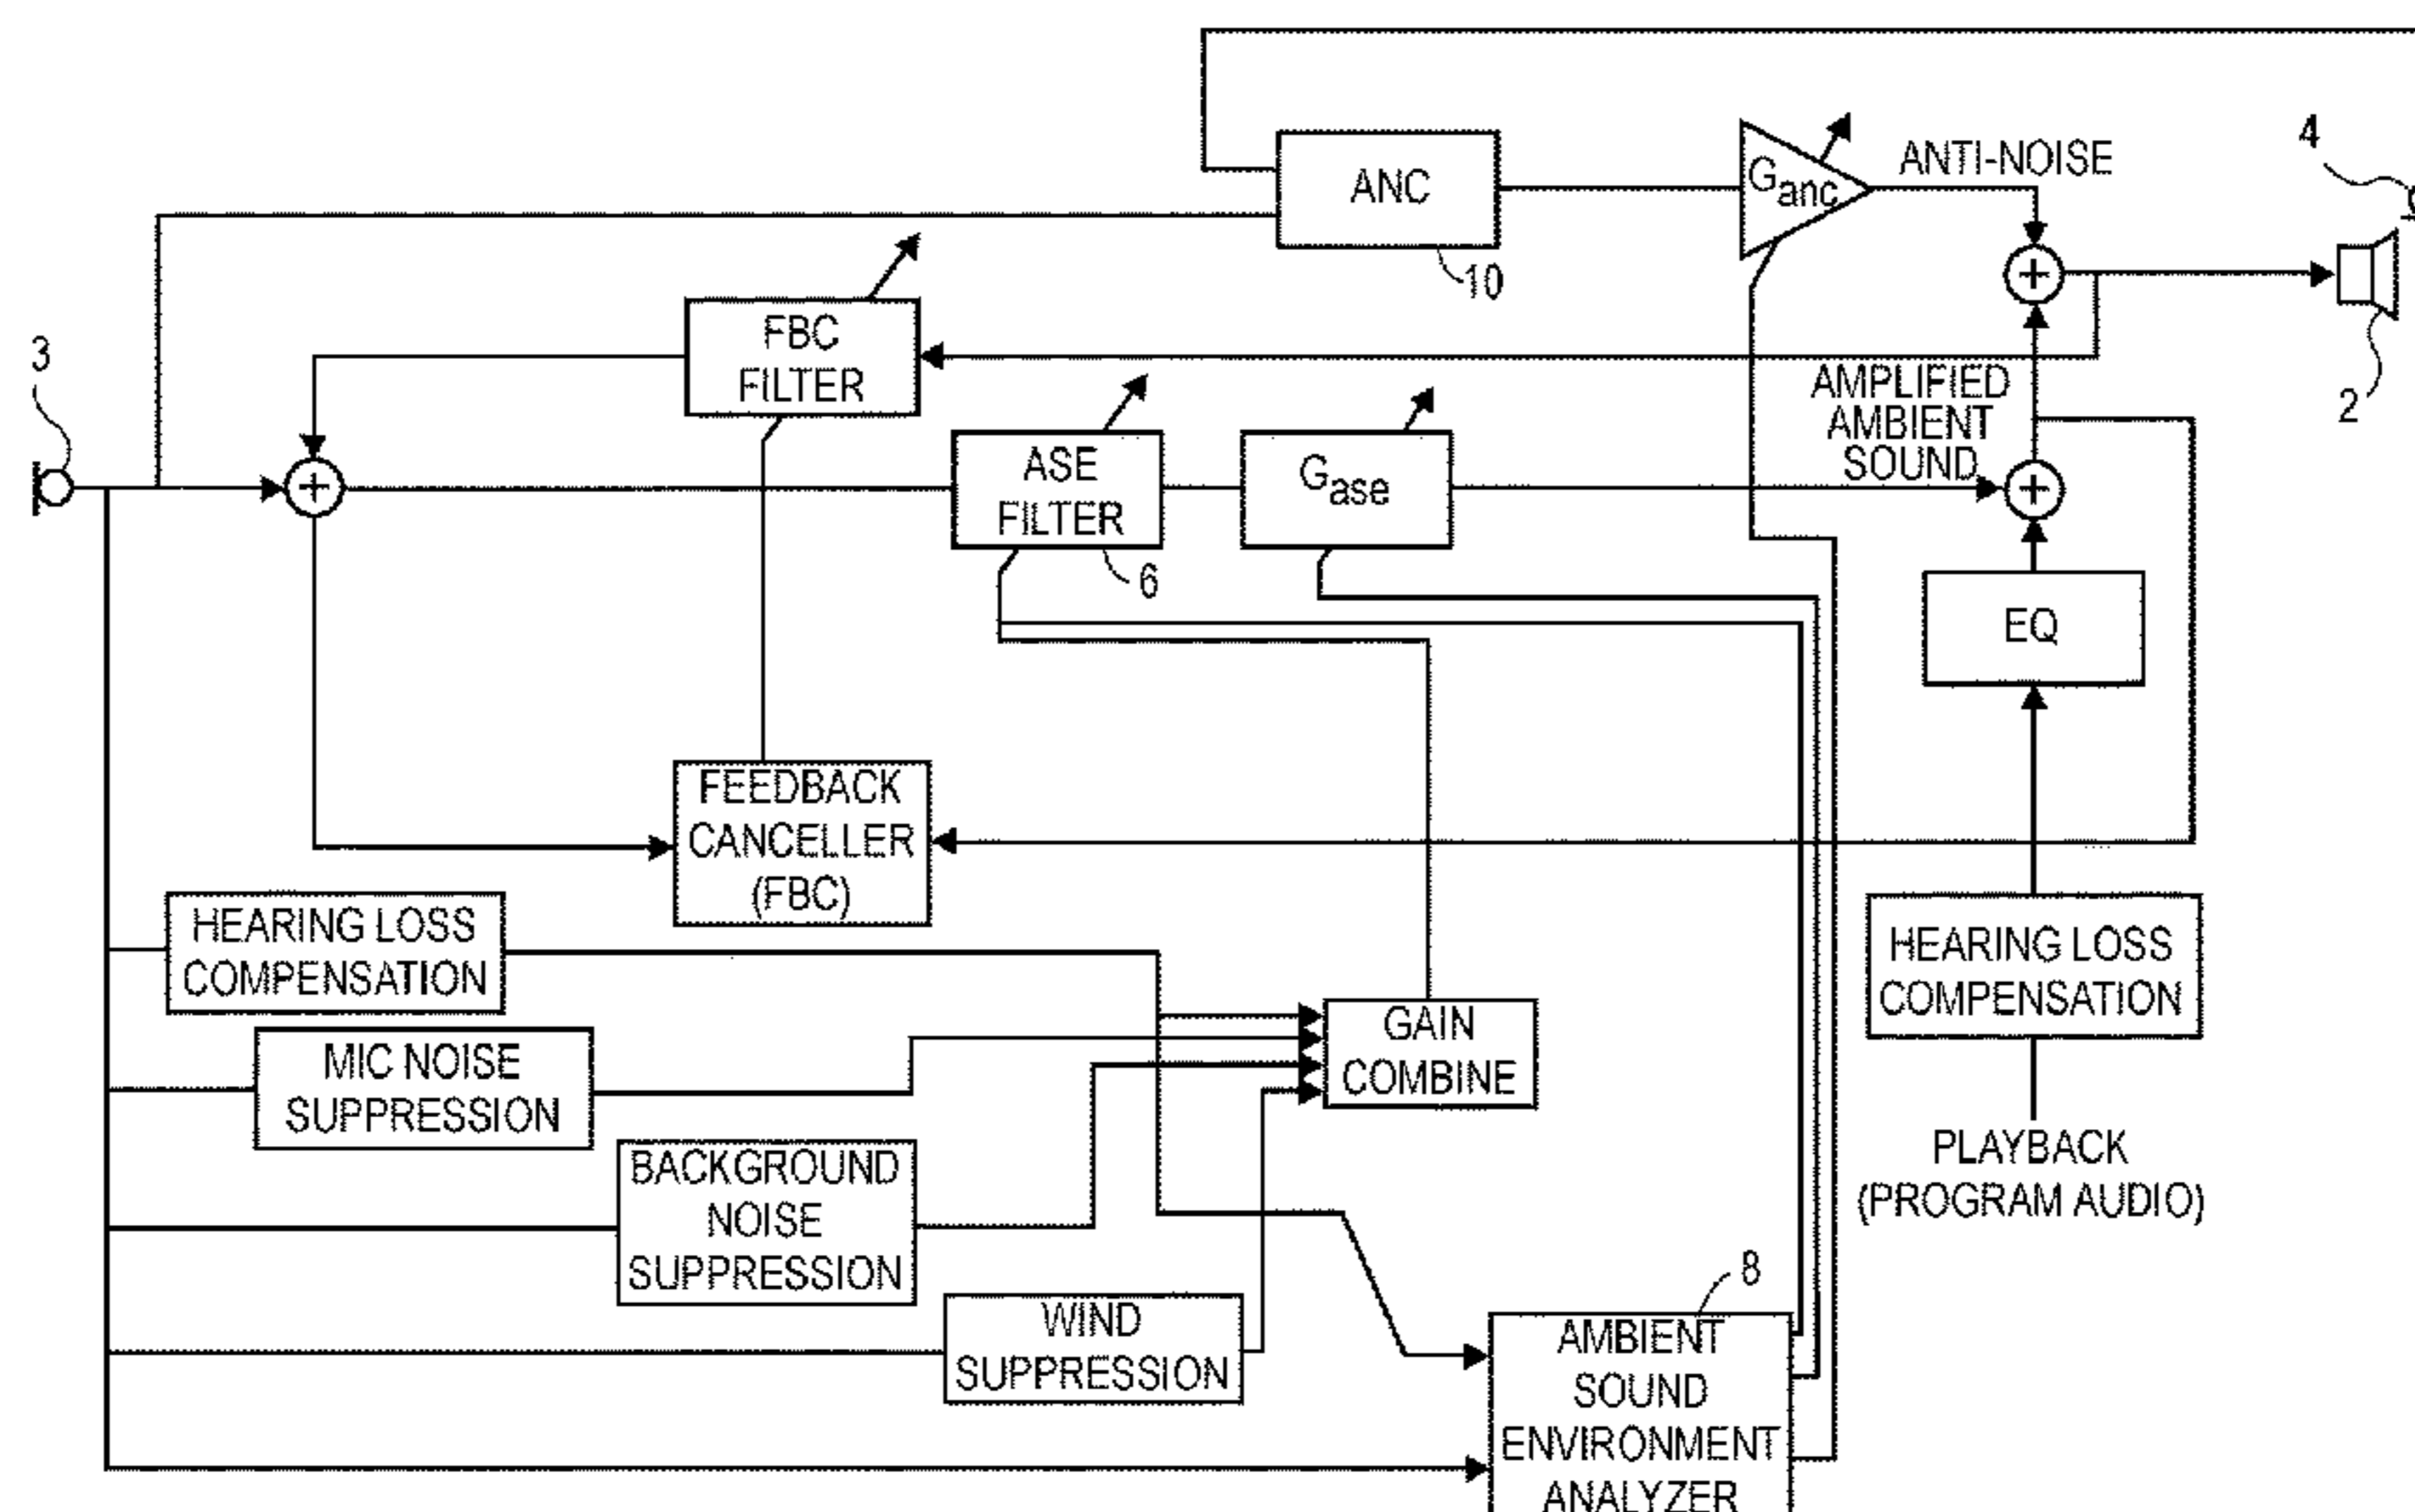 4
ANC
G_anc
ANTI-NOISE
10
3
FBC
FILTER
2
AMPLIFIED
AMBIENT
SOUND
ASE
FILTER
G_ase
6
EQ
FEEDBACK
CANCELLER
(FBC)
HEARING LOSS
COMPENSATION
HEARING LOSS
COMPENSATION
GAIN
COMBINE
MIC NOISE
SUPPRESSION
PLAYBACK
(PROGRAM AUDIO)
BACKGROUND
NOISE
SUPPRESSION
8
WIND
SUPPRESSION
AMBIENT
SOUND
ENVIRONMENT
ANALYZER